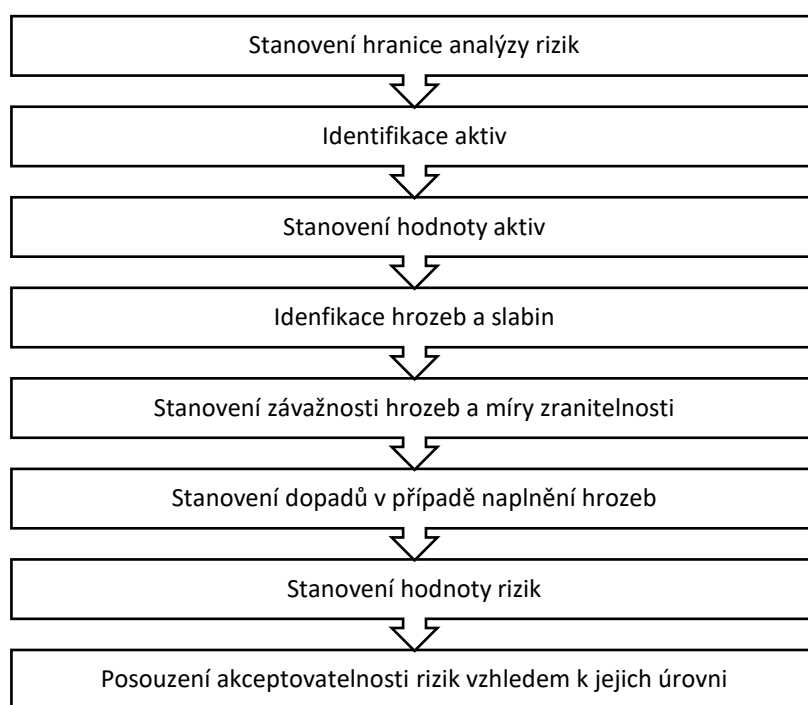 Stanovení hranice analýzy rizik
Identifikace aktiv
Stanovení hodnoty aktiv
Idenfikace hrozeb a slabin
Stanovení závažnosti hrozeb a míry zranitelnosti
Stanovení dopadů v případě naplnění hrozeb
Stanovení hodnoty rizik
Posouzení akceptovatelnosti rizik vzhledem k jejich úrovni